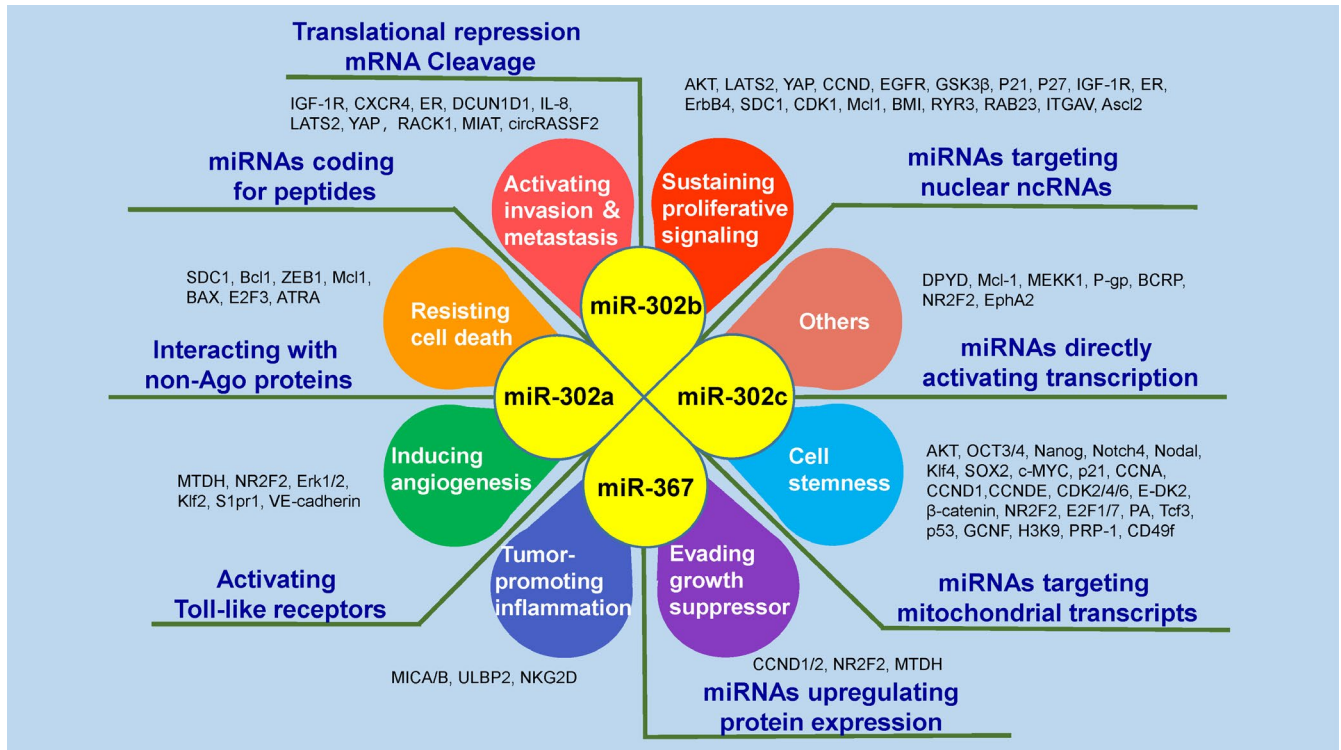 Translational repression
mRNA Cleavage
IGF-1R, CXCR4, ER, DCUN1D1, IL-8,
LATS2, YAP, RACK1, MIAT, circRASSF2
AKT, LATS2, YAP, CCND, EGFR, GSK3β, P21, P27, IGF-1R, ER,
ErbB4, SDC1, CDK1, Mcl1, BMI, RYR3, RAB23, ITGAV, Ascl2
miRNAs coding
for peptides
Activating
invasion &
metastasis
Sustaining
proliferative
signaling
miRNAs targeting
nuclear ncRNAs
SDC1, Bcl1, ZEB1, Mcl1,
BAX, E2F3, ATRA
Resisting
cell death
miR-302b
Others
DPYD, Mcl-1, MEKK1, P-gp, BCRP,
NR2F2, EphA2
Interacting with
non-Ago proteins
miR-302a
miR-302c
miRNAs directly
activating transcription
MTDH, NR2F2, Erk1/2,
Klf2, S1pr1, VE-cadherin
Inducing
angiogenesis
miR-367
Cell
stemness
AKT, OCT3/4, Nanog, Notch4, Nodal,
Klf4, SOX2, c-MYC, p21, CCNA,
CCND1,CCNDE, CDK2/4/6, E-DK2,
β-catenin, NR2F2, E2F1/7, PA, Tcf3,
p53, GCNF, H3K9, PRP-1, CD49f
Activating
Toll-like receptors
Tumor-
promoting
inflammation
Evading
growth
suppressor
miRNAs targeting
mitochondrial transcripts
MICA/B, ULBP2, NKG2D
CCND1/2, NR2F2, MTDH
miRNAs upregulating
protein expression